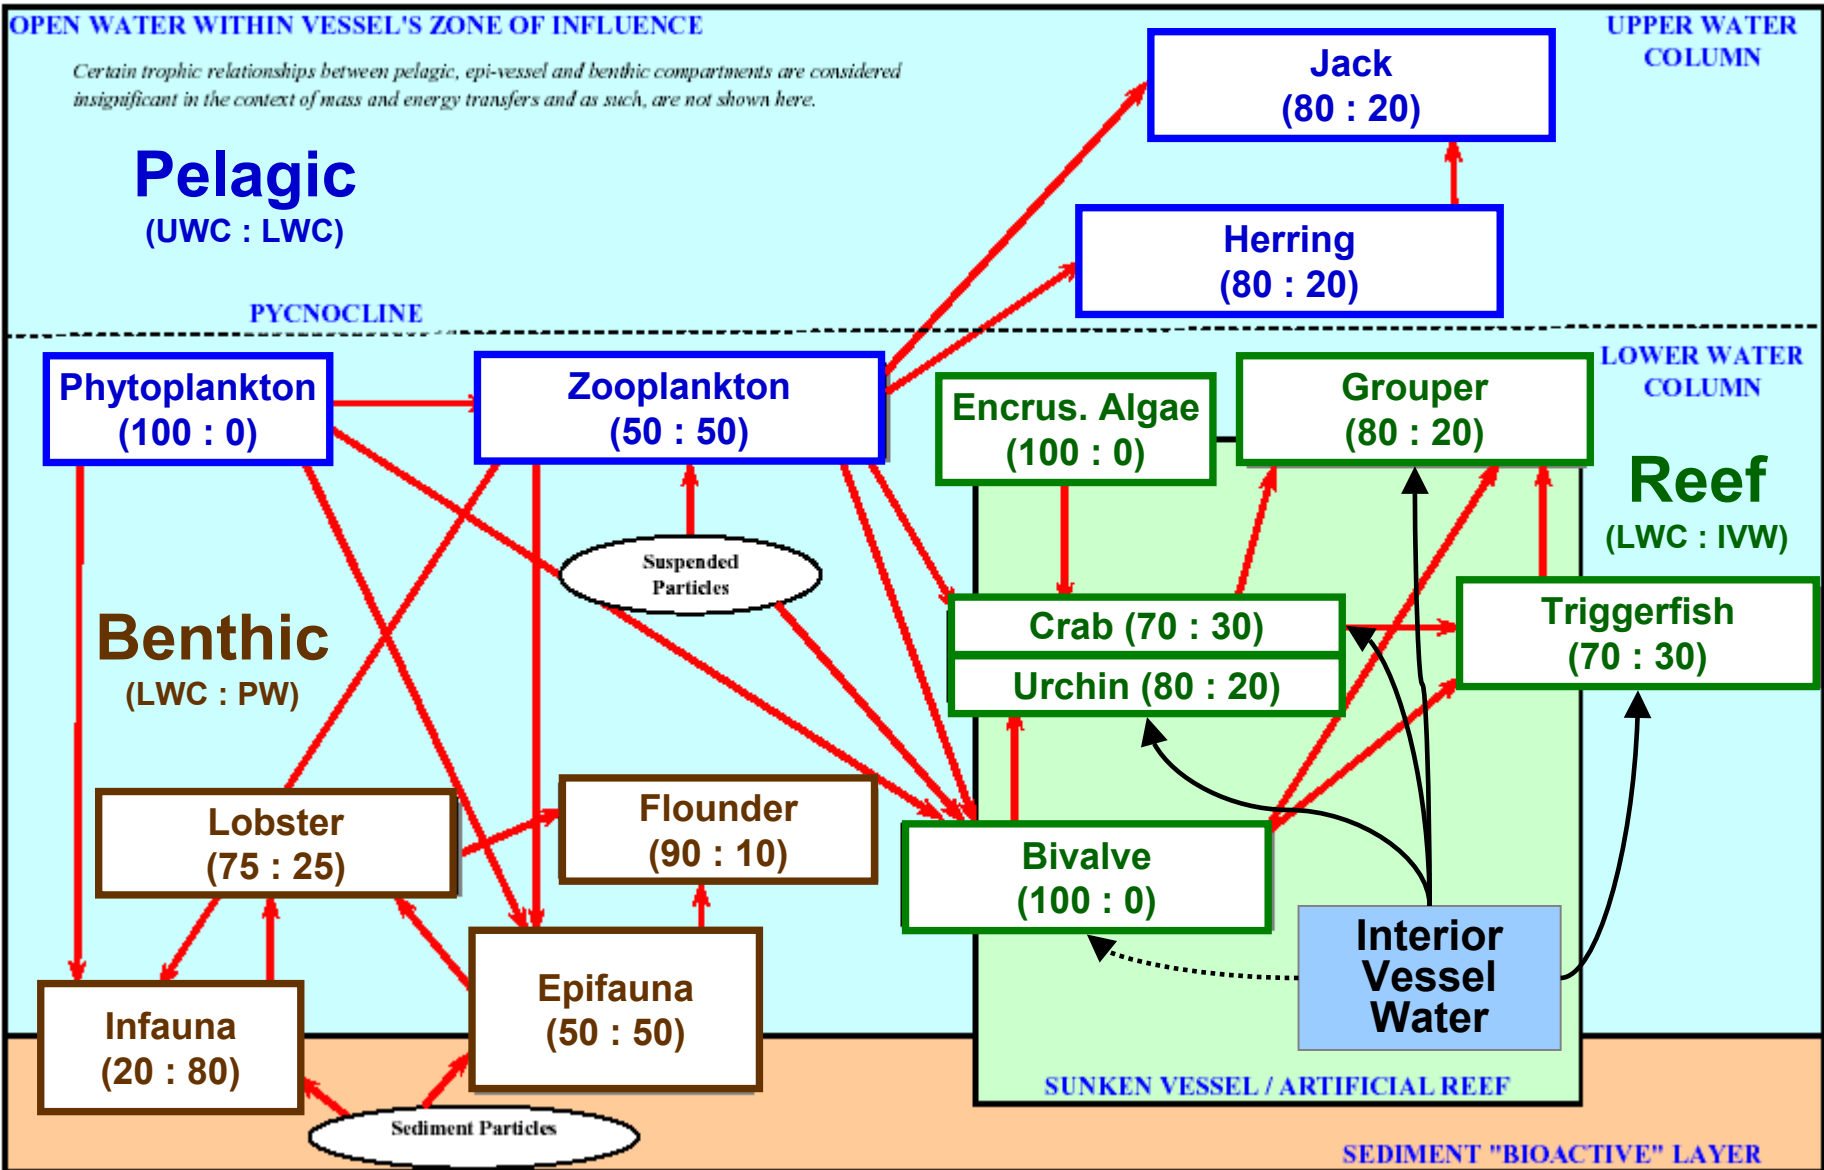 OPEN WATER WITHIN VESSEL'S ZONE OF INFLUENCE
UPPER WATER
COLUMN
Certain trophic relationships between pelagic, epi-vessel and benthic compartments are considered
insignificant in the context of mass and energy transfers and as such, are not shown here.
Jack
(80 : 20)
Pelagic
(UWC : LWC)
Herring
(80 : 20)
PYCNOCLINE
LOWER WATER
COLUMN
Phytoplankton
(100 : 0)
Zooplankton
(50 : 50)
Encrus. Algae
(100 : 0)
Grouper
(80 : 20)
Reef
(LWC : IVW)
Suspended
Particles
Benthic
(LWC : PW)
Crab (70 : 30)
Urchin (80 : 20)
Triggerfish
(70 : 30)
Lobster
(75 : 25)
Flounder
(90 : 10)
Bivalve
(100 : 0)
Interior
Vessel
Water
Infauna
(20 : 80)
Epifauna
(50 : 50)
SUNKEN VESSEL / ARTIFICIAL REEF
Sediment Particles
SEDIMENT "BIOACTIVE" LAYER